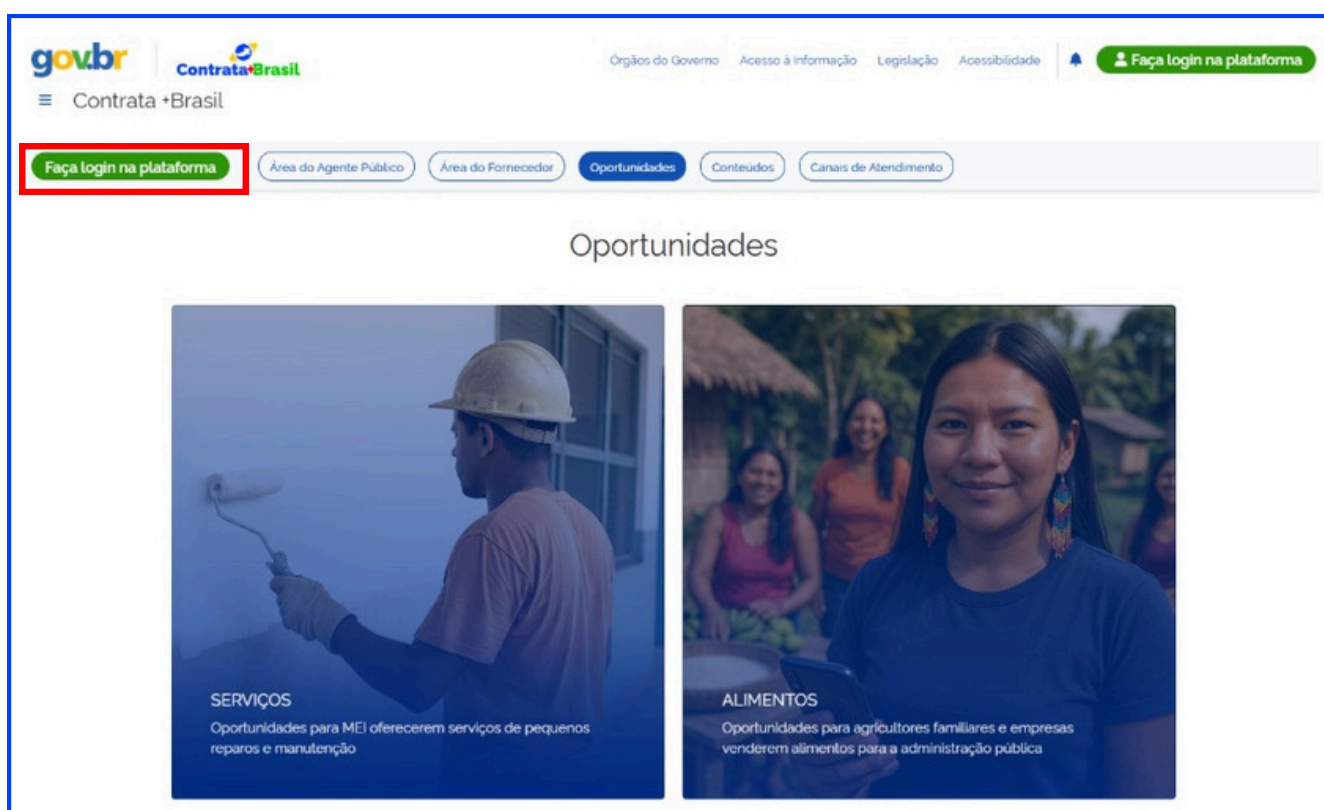 gov.br
Contrata+Brasil
Órgãos do Governo Acesso à Informação Legislação Acessibilidade Faça login na plataforma
Contrata +Brasil
Faça login na plataforma Área do Agente Público Área do Fornecedor Oportunidades Conteúdos Canais de Atendimento
Oportunidades
SERVIÇOS
Oportunidades para MEI oferecerem serviços de pequenos
reparos e manutenção
ALIMENTOS
Oportunidades para agricultores familiares e empresas
venderem alimentos para a administração pública